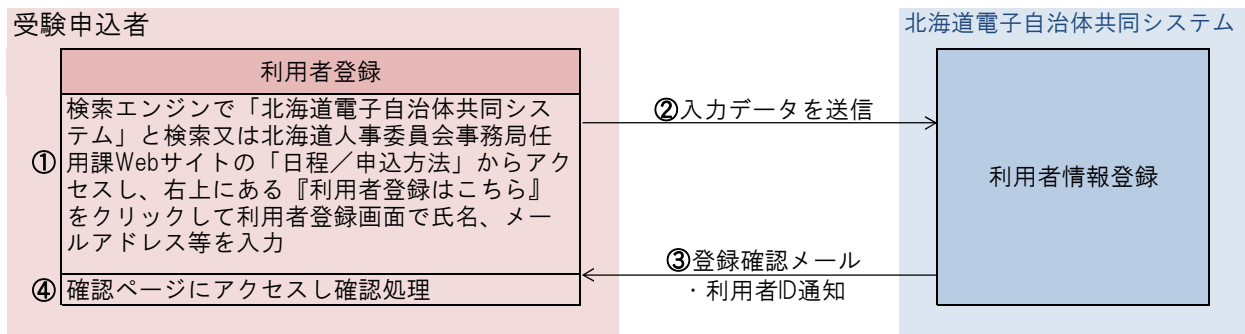 受験申込者
利用者登録
①
検索エンジンで「北海道電子自治体共同シス
テム」と検索又は北海道人事委員会事務局任
用課Webサイトの「日程／申込方法」からアク
セスし、右上にある『利用者登録はこちら』
をクリックして利用者登録画面で氏名、メー
ルアドレス等を入力
④
確認ページにアクセスし確認処理
②入力データを送信
③登録確認メール
・利用者ID通知
北海道電子自治体共同システム
利用者情報登録